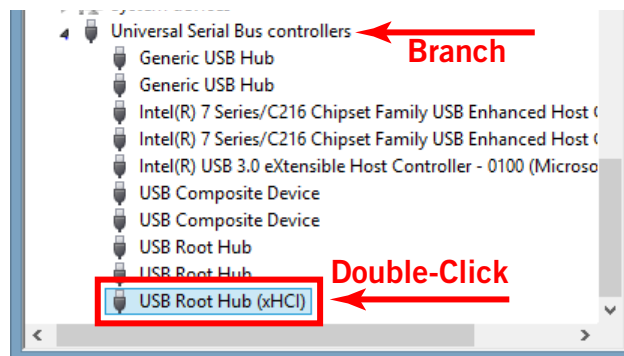 Universal Serial Bus controllers
Branch
Generic USB Hub
Generic USB Hub
Intel(R) 7 Series/C216 Chipset Family USB Enhanced Host
Intel(R) 7 Series/C216 Chipset Family USB Enhanced Host
Intel(R) USB 3.0 eXtensible Host Controller - 0100 (Microso
USB Composite Device
USB Composite Device
USB Root Hub
USB Root Hub
Double-Click
USB Root Hub (xHCI)